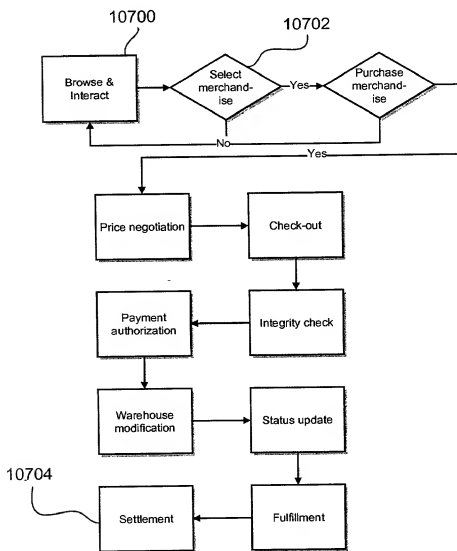 10700
10702
Browse &
Interact
Select
merchand-
ise
Yes
Purchase
merchand-
ise
No
Yes
Price negotiation
Check-out
Payment
authorization
Integrity check
Warehouse
modification
Status update
10704
Settlement
Fulfillment